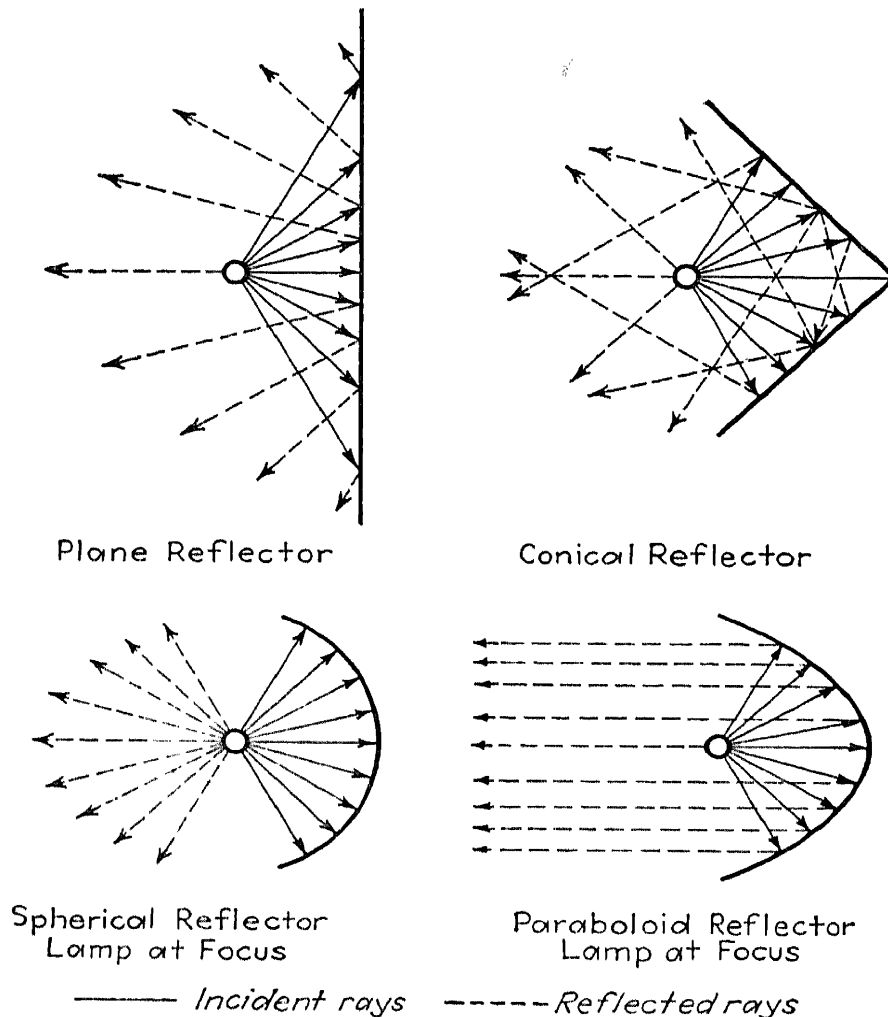 Plane Reflector
Conical Reflector
Spherical Reflector
Lamp at Focus
Paraboloid Reflector
Lamp at Focus
Incident rays
Reflected rays